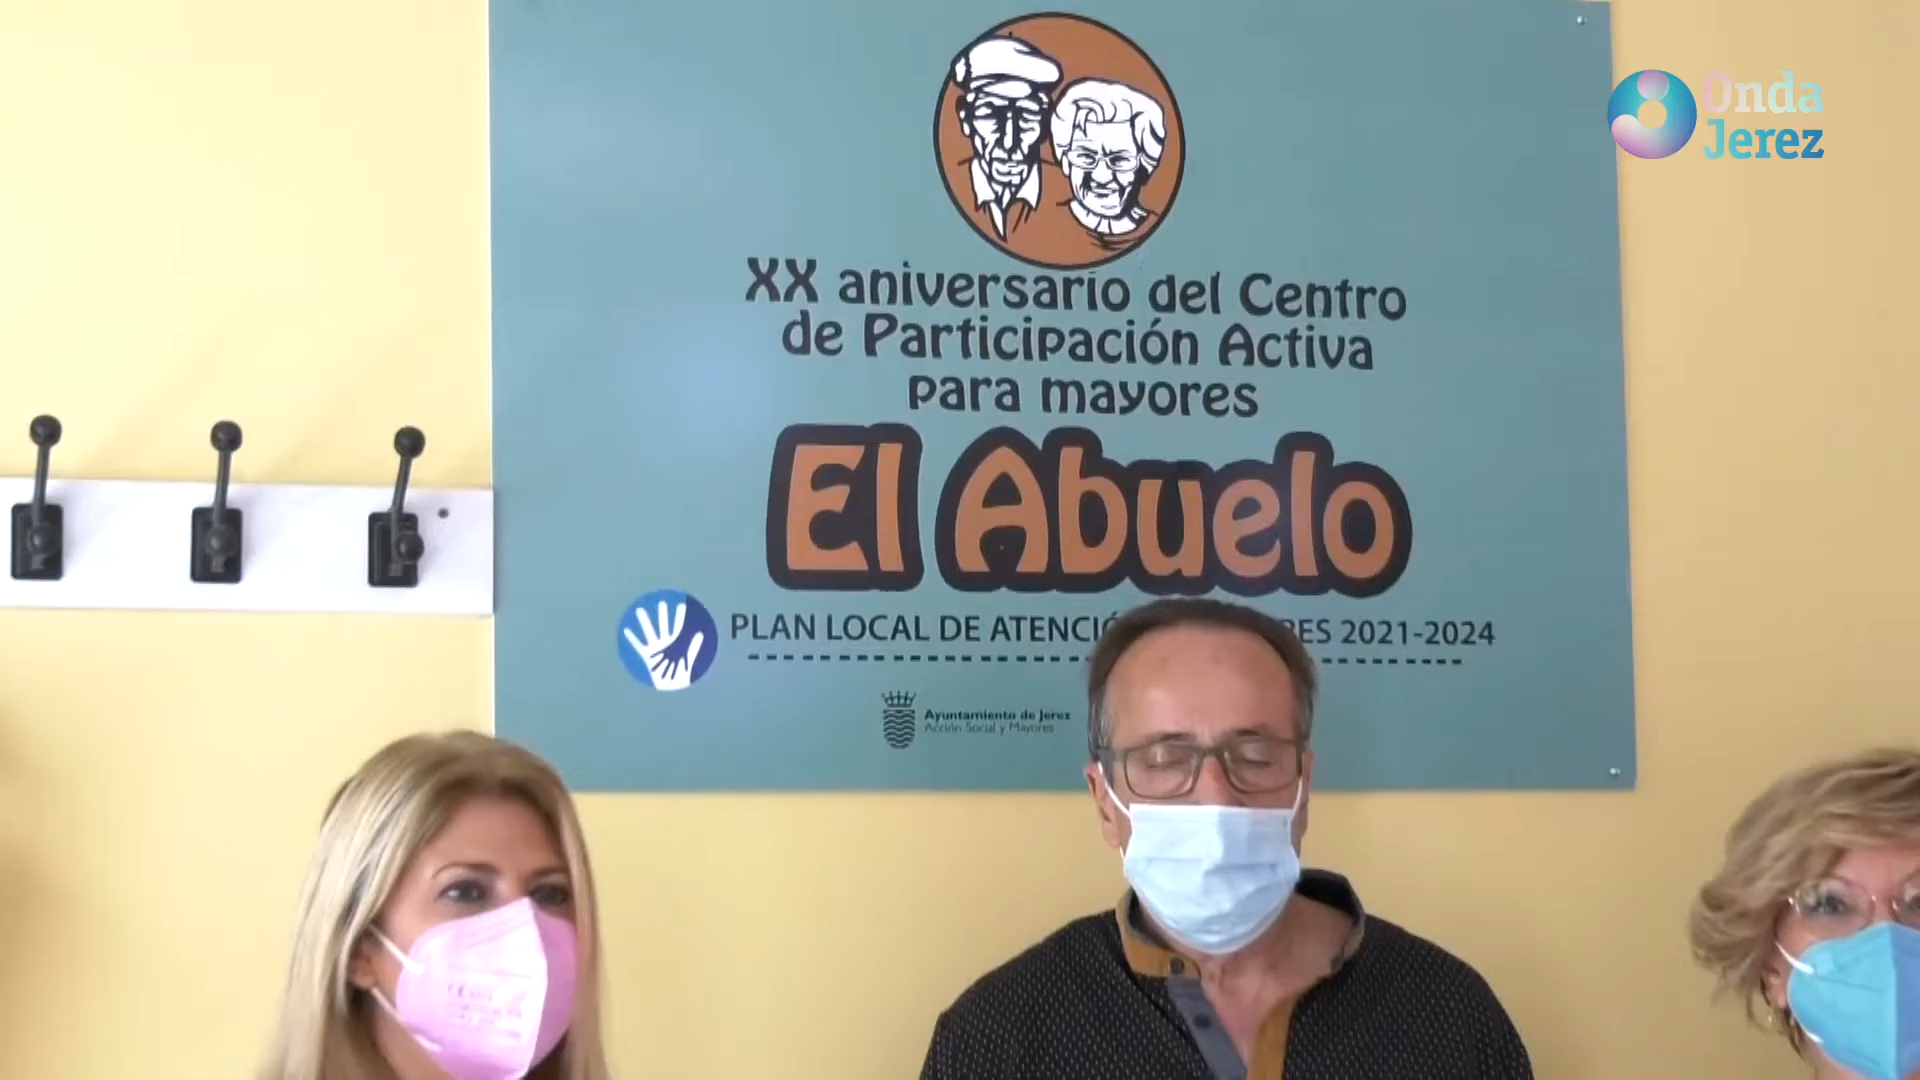 Onda
Jerez
XX aniversario del Centro
de Participación Activa
para mayores
El Abuelo
PLAN LOCAL DE ATENCIÓ RES 2021-2024
Ayuntamiento de Jerez
Acción Social y Mayores